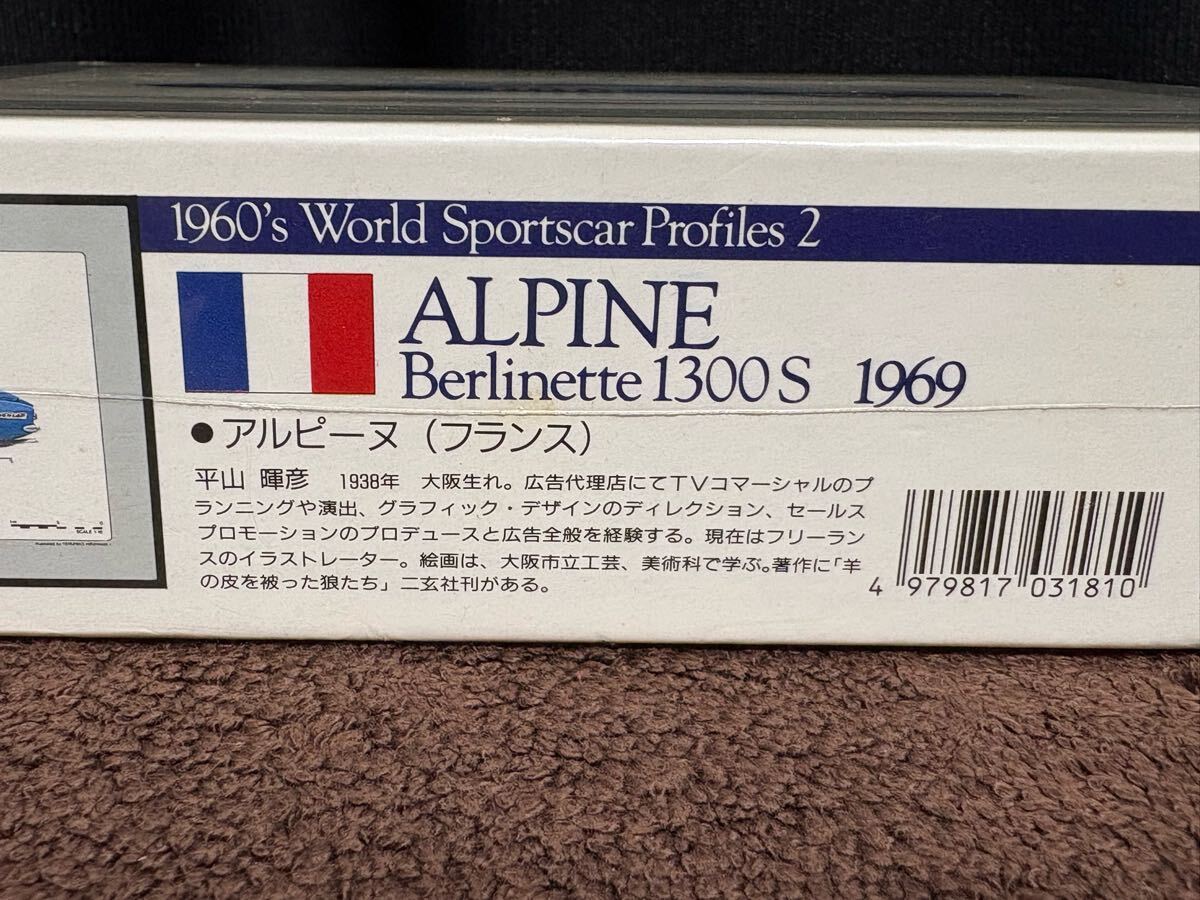 1960's World Sportscar Profiles 2
ALPINE
Berlinette 1300 S 1969
●アルピーヌ（フランス）
平山 暉彦 1938年 大阪生れ。広告代理店にてTVコマーシャルのプ
ランニングや演出、グラフィック・デザインのディレクション、セールス
プロモーションのプロデュースと広告全般を経験する。現在はフリーラン
スのイラストレーター。絵画は、大阪市立工芸、美術科で学ぶ。著作に「羊
の皮を被った狼たち」二玄社刊がある。
4 979817 031810